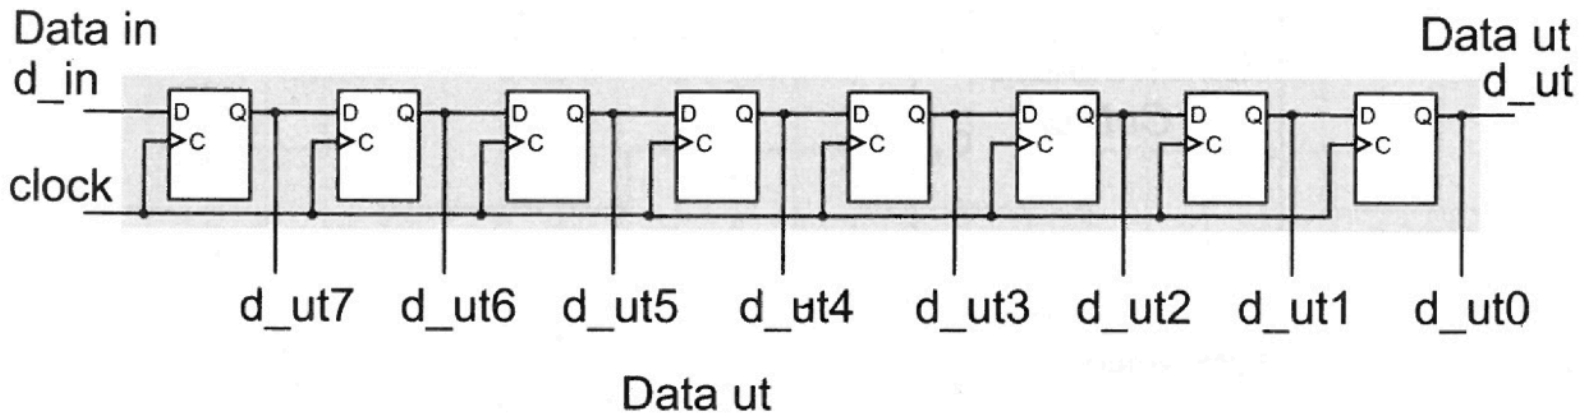 Data in
d_in
Data ut
d_ut
D Q D Q D Q D Q D Q D Q D Q D Q
C C C C C C C C
clock
d_ut7 d_ut6 d_ut5 d_ut4 d_ut3 d_ut2 d_ut1 d_ut0
Data ut